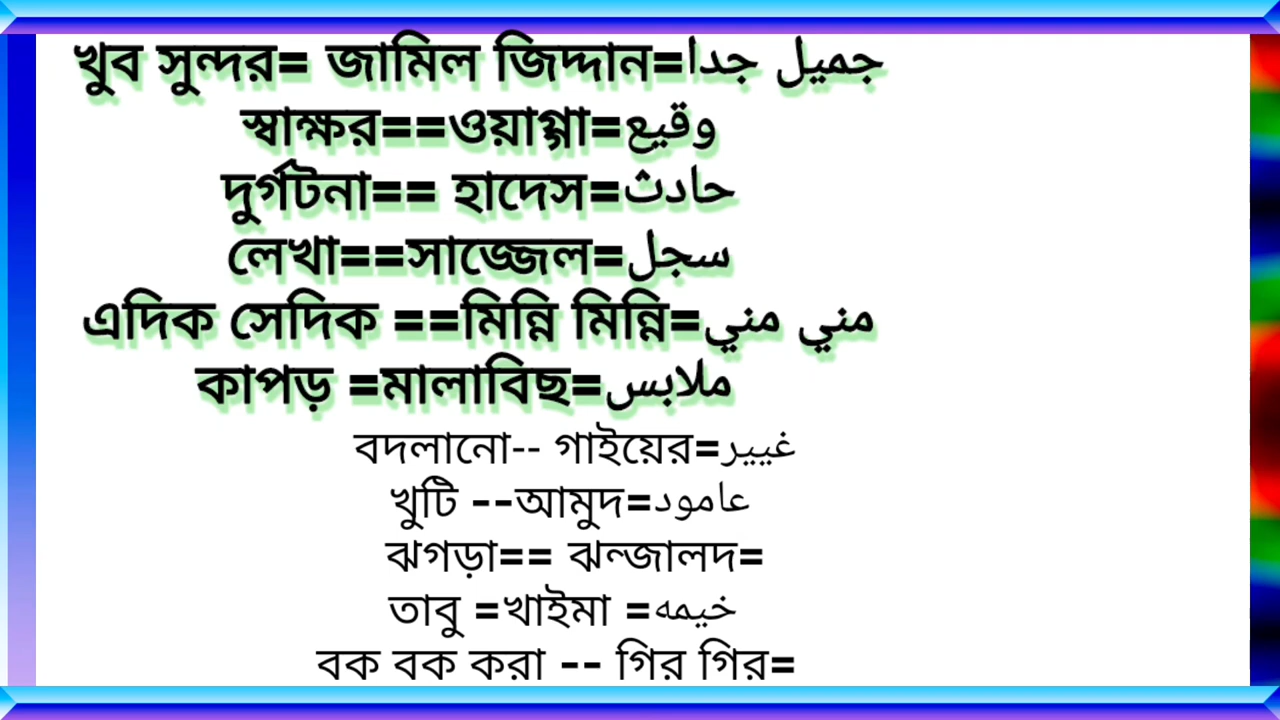 খুব সুন্দর= জামিল জিদ্দান=جميل جدا
স্বাক্ষর==ওয়াগ্গা=وقيع
দুর্গটনা== হাদেস=حادث
লেখা==সাজ্জেল=سجل
এদিক সেদিক ==মিন্নি মিন্নি=مني مني
কাপড় =মালাবিছ=ملابس
বদলানো-- গাইয়ের=غيير
খুটি --আমুদ=عامود
ঝগড়া== ঝন্জালদ=
তাবু =খাইমা =خيمه
বক বক করা -- গির গির=